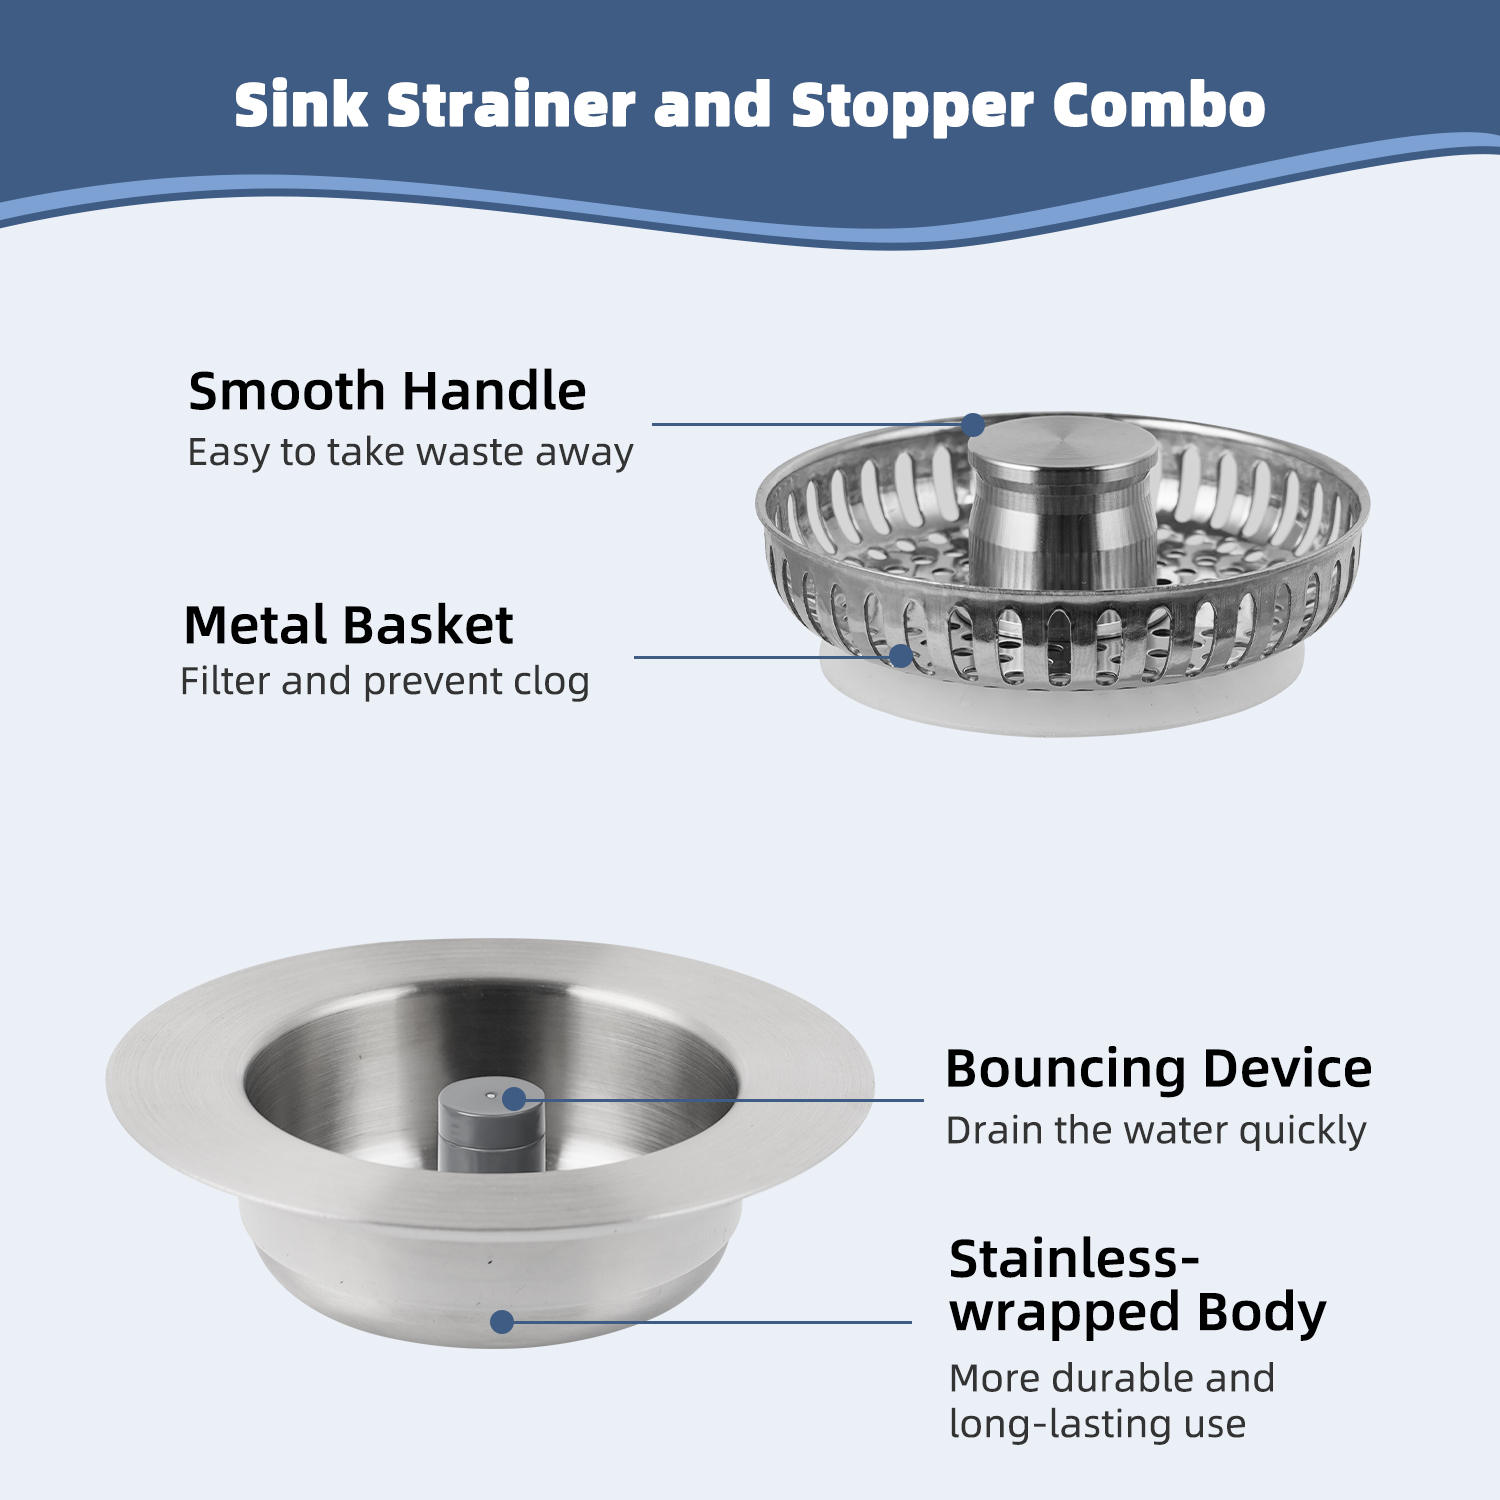 Sink Strainer and Stopper Combo
Smooth Handle
Easy to take waste away
Metal Basket
Filter and prevent clog
Bouncing Device
Drain the water quickly
Stainless-
wrapped Body
More durable and
long-lasting use